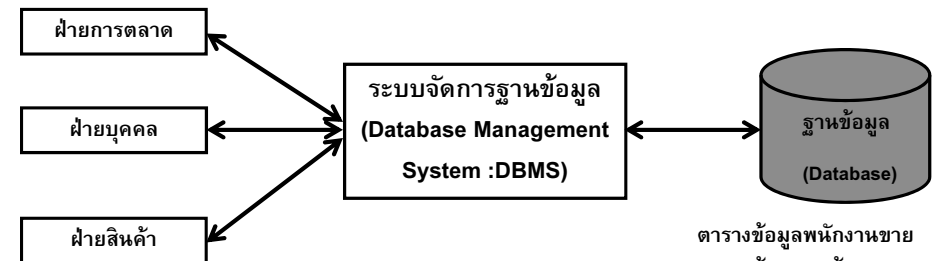 ฝ่ายการตลาด
ฝ่ายบุคคล
ฝ่ายสินค้า
ระบบจัดการฐานข้อมูล
(Database Management
System :DBMS)
ฐานข้อมูล
(Database)
ตารางข้อมูลพนักงานขาย